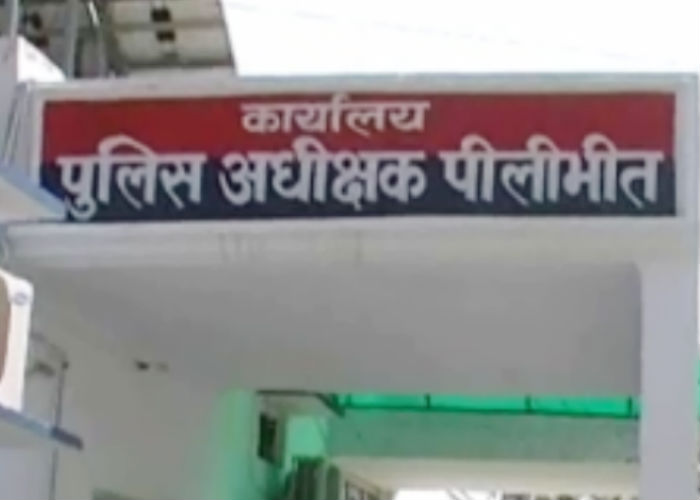 कार्यालय
पुलिस अधीक्षक पीलीभीत